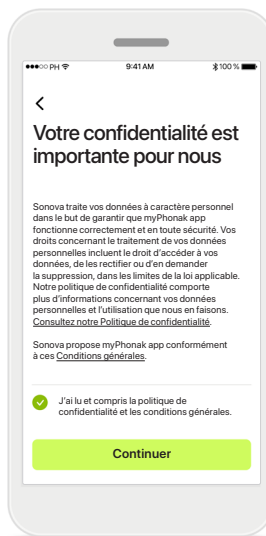 PH 9:41 AM 100 %
Votre confidentialité est
importante pour nous
Sonova traite vos données à caractère personnel
dans le but de garantir que myPhonak app
fonctionne correctement et en toute sécurité. Vos
droits concernant le traitement de vos données
personnelles incluent le droit d'accéder à vos
données, de les rectifier ou d'en demander
la suppression, dans les limites de la loi applicable.
Notre politique de confidentialité comporte
plus d'informations concernant vos données
personnelles et l'utilisation que nous en faisons.
Consultez notre Politique de confidentialité.
Sonova propose myPhonak app conformément
à ces Conditions générales.
J'ai lu et compris la politique de
confidentialité et les conditions générales.
Continuer